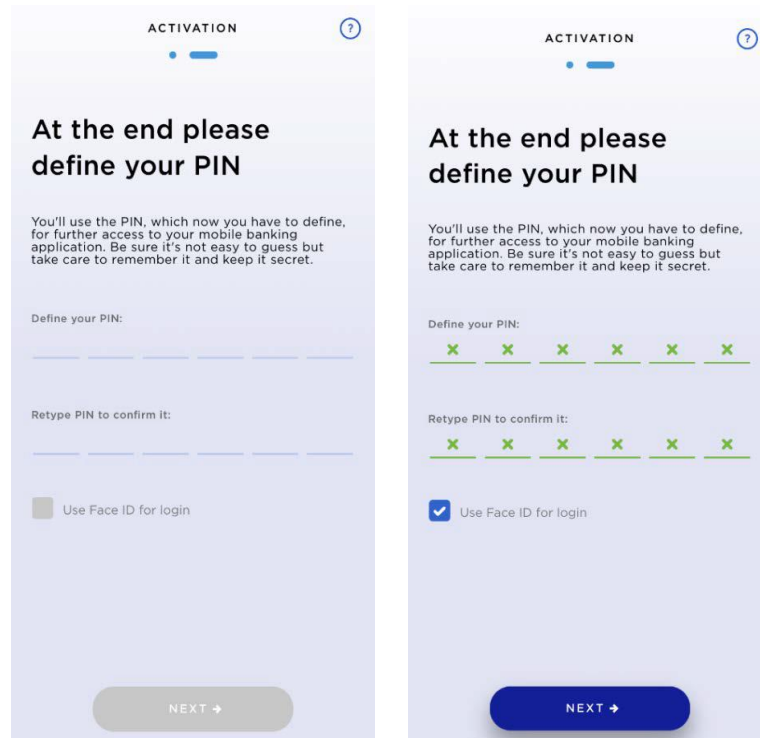 ACTIVATION
?
At the end please
define your PIN
You'll use the PIN, which now you have to define,
for further access to your mobile banking
application. Be sure it's not easy to guess but
take care to remember it and keep it secret.
Define your PIN:
Retype PIN to confirm it:
Use Face ID for login
NEXT →
ACTIVATION
?
At the end please
define your PIN
You'll use the PIN, which now you have to define,
for further access to your mobile banking
application. Be sure it's not easy to guess but
take care to remember it and keep it secret.
Define your PIN:
× × × × × ×
Retype PIN to confirm it:
× × × × × ×
Use Face ID for login
NEXT →